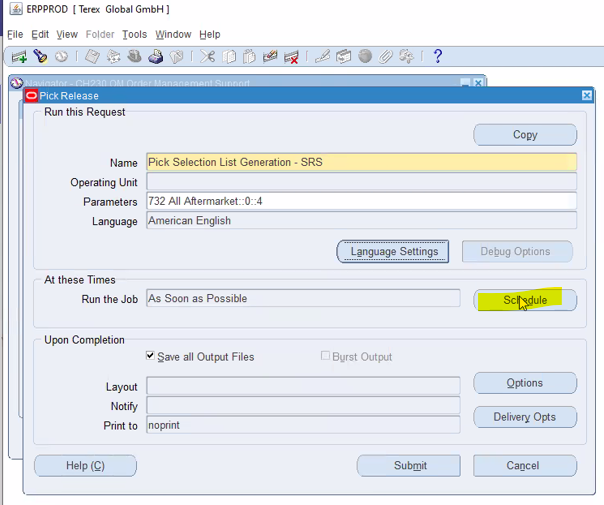 ERPPROD [ Terex Global GmbH ]
File Edit View Folder Tools Window Help
Navigator - CH230 OM Order Management Support
Pick Release
Run this Request
Copy
Name Pick Selection List Generation - SRS
Operating Unit
Parameters 732 All Aftermarket::0::4
Language American English
Language Settings Debug Options
At these Times
Run the Job As Soon as Possible Schedule
Upon Completion
Save all Output Files Burst Output
Layout Options
Notify
Print to noprint Delivery Opts
Help (C) Submit Cancel